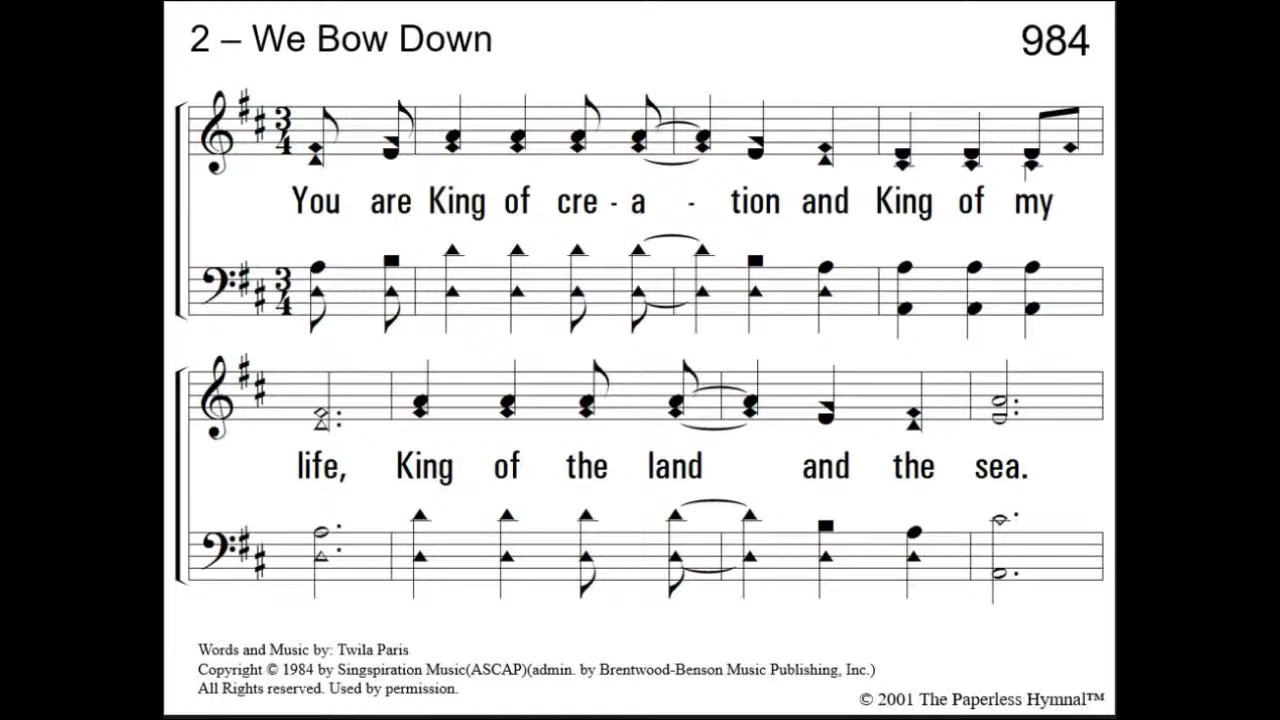 2 – We Bow Down
984
You are King of cre - a - tion and King of my
life, King of the land and the sea.
Words and Music by: Twila Paris
Copyright © 1984 by Singspiration Music(ASCAP)(admin. by Brentwood-Benson Music Publishing, Inc.)
All Rights reserved. Used by permission.
© 2001 The Paperless Hymnal™